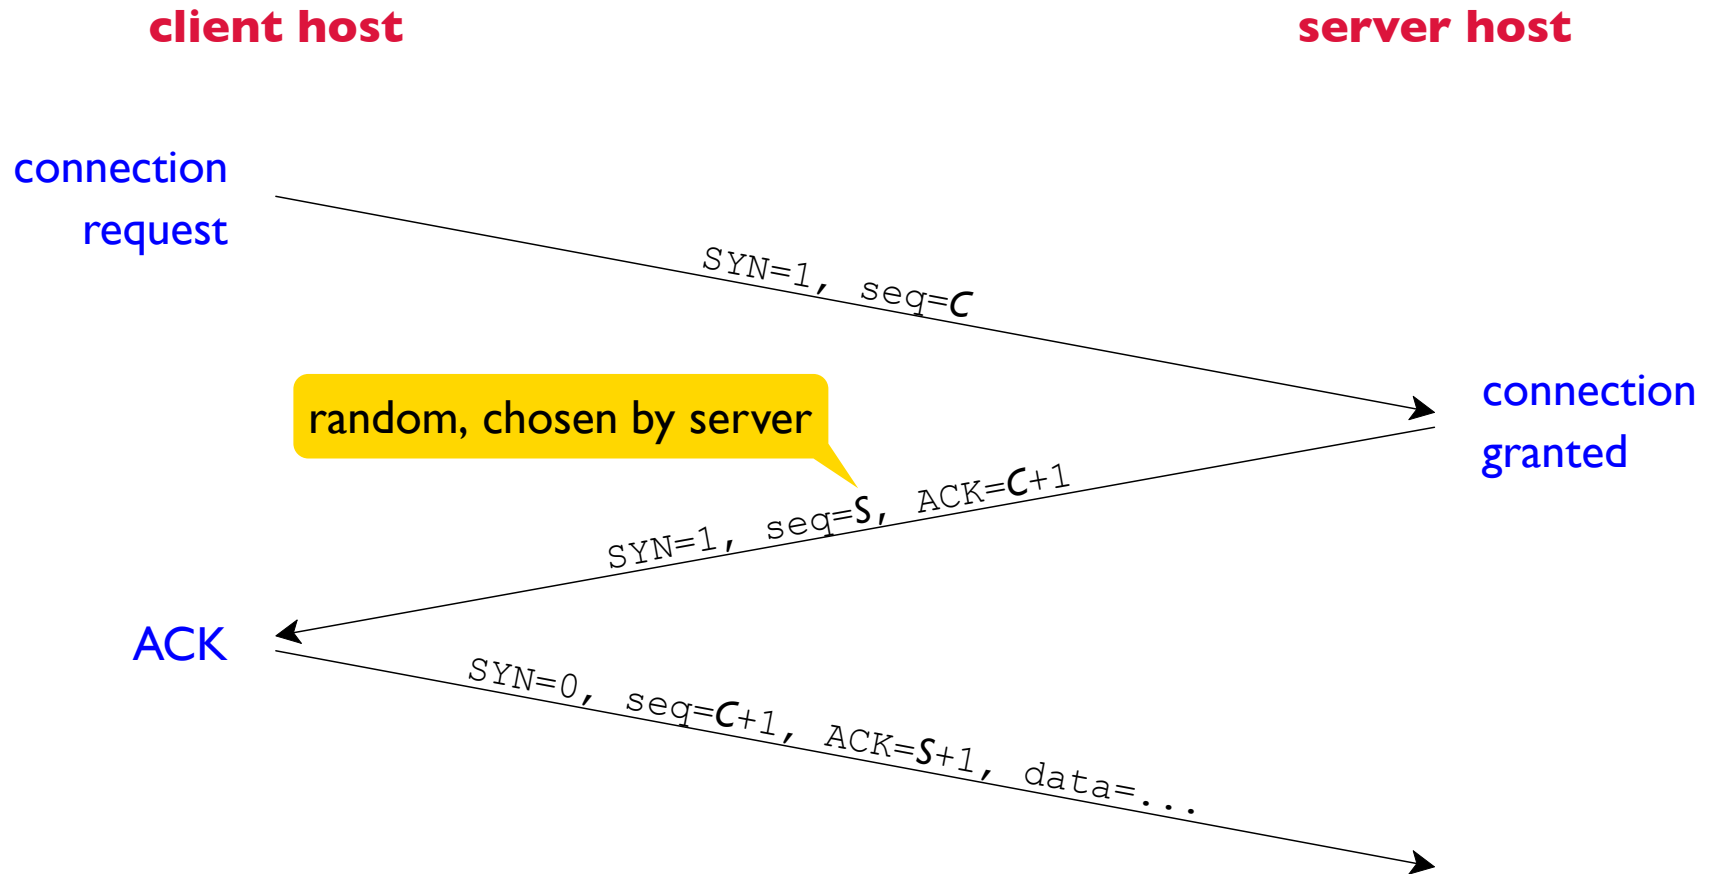 client host
server host
connection
request
SYN=1, seq=C
random, chosen by server
connection
granted
SYN=1, seq=S, ACK=C+1
ACK
SYN=0, seq=C+1, ACK=S+1, data=...